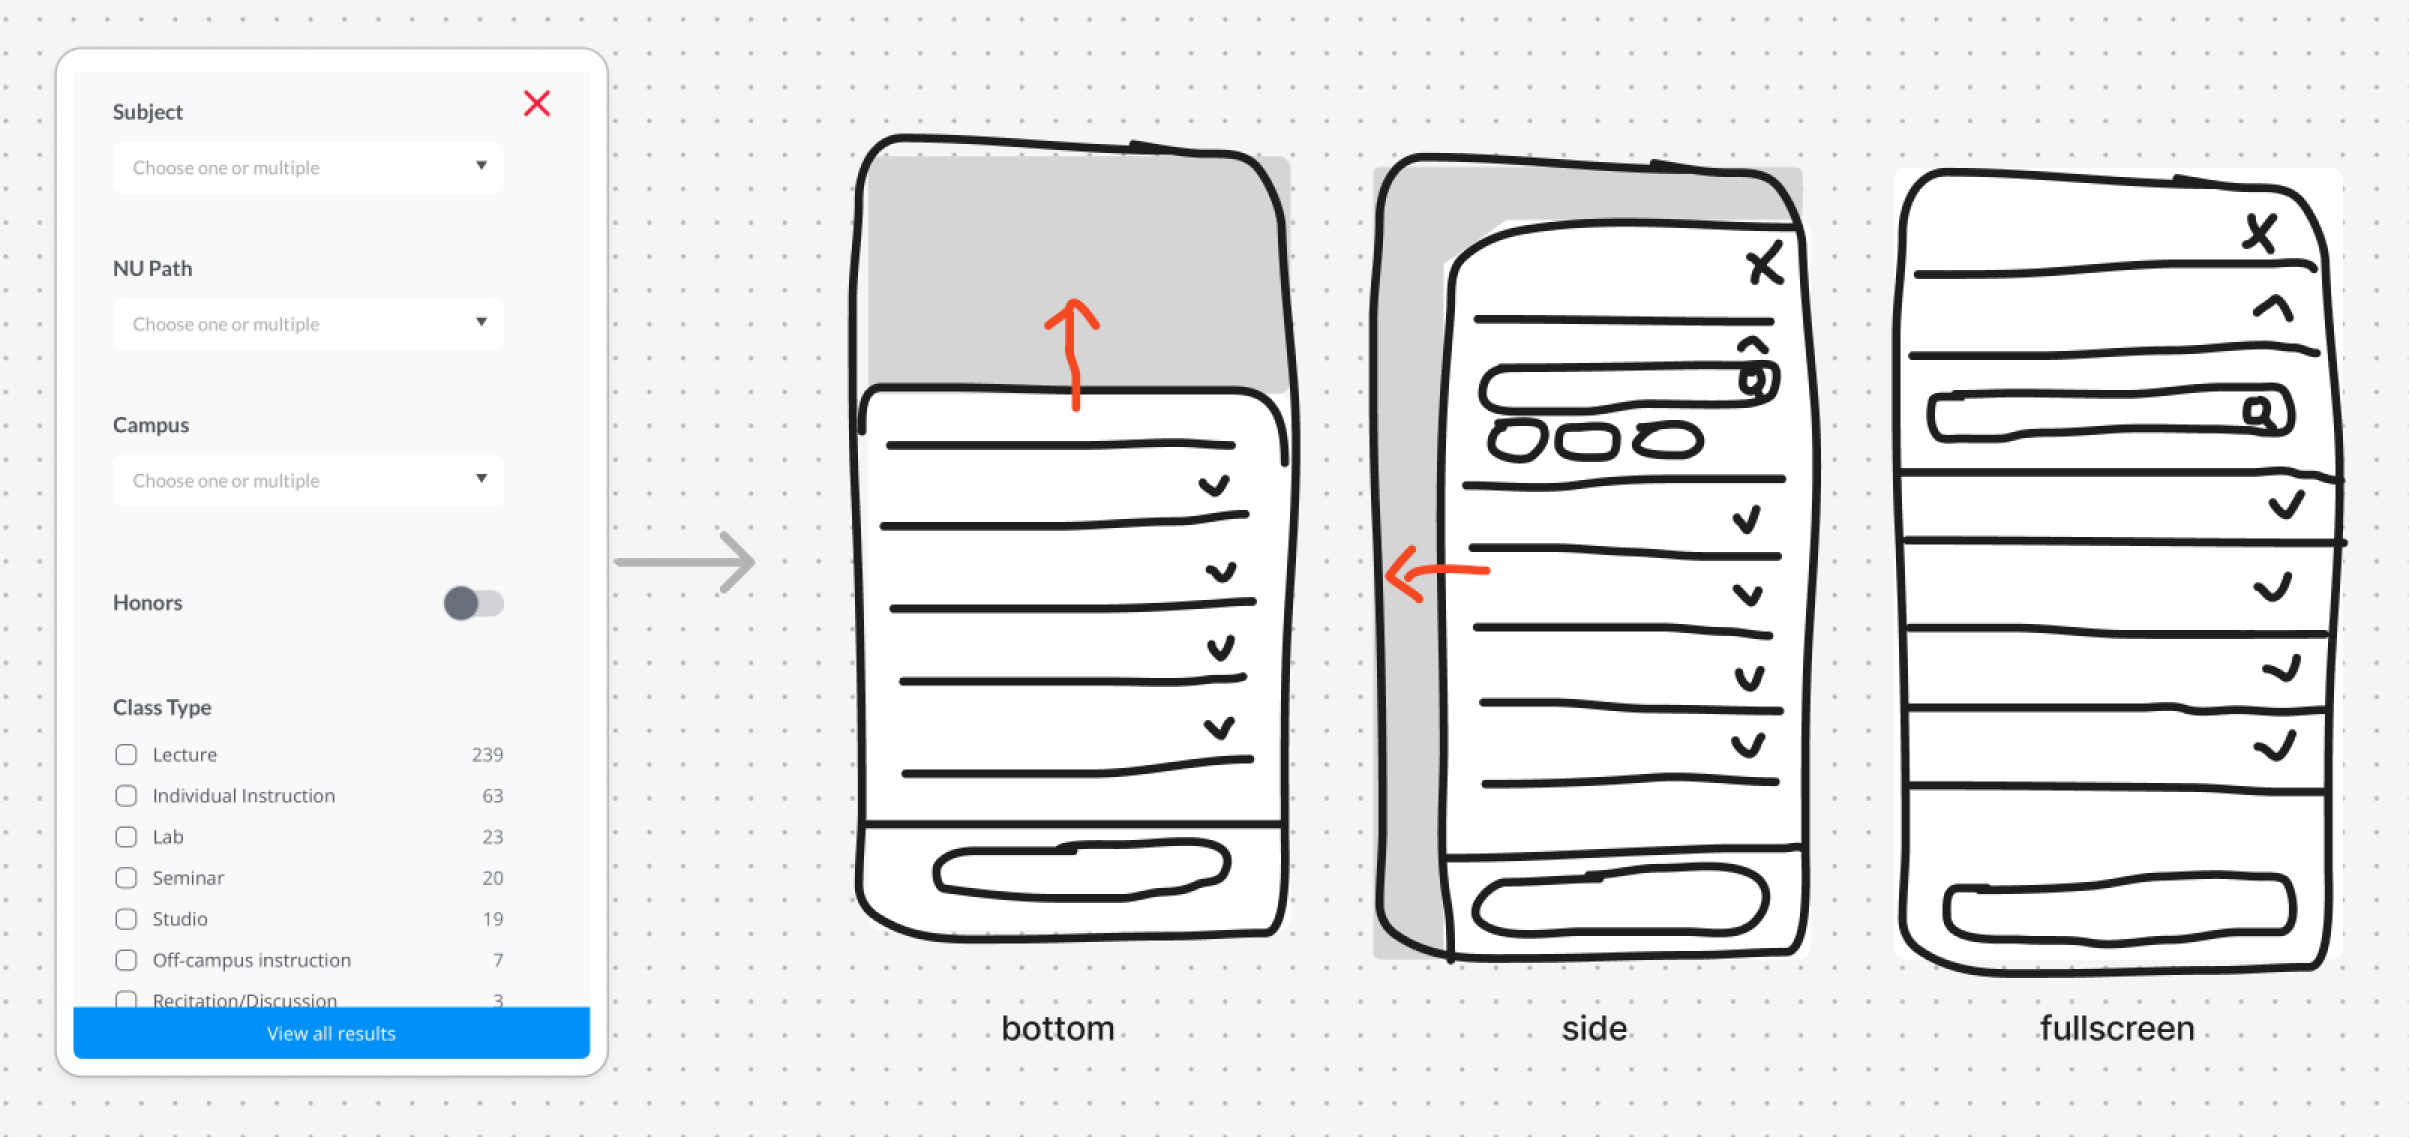 Subject
Choose one or multiple
NU Path
Choose one or multiple
Campus
Choose one or multiple
Honors
Class Type
Lecture 239
Individual Instruction 63
Lab 23
Seminar 20
Studio 19
Off-campus instruction 7
Recitation/Discussion 3
View all results
bottom
side
fullscreen